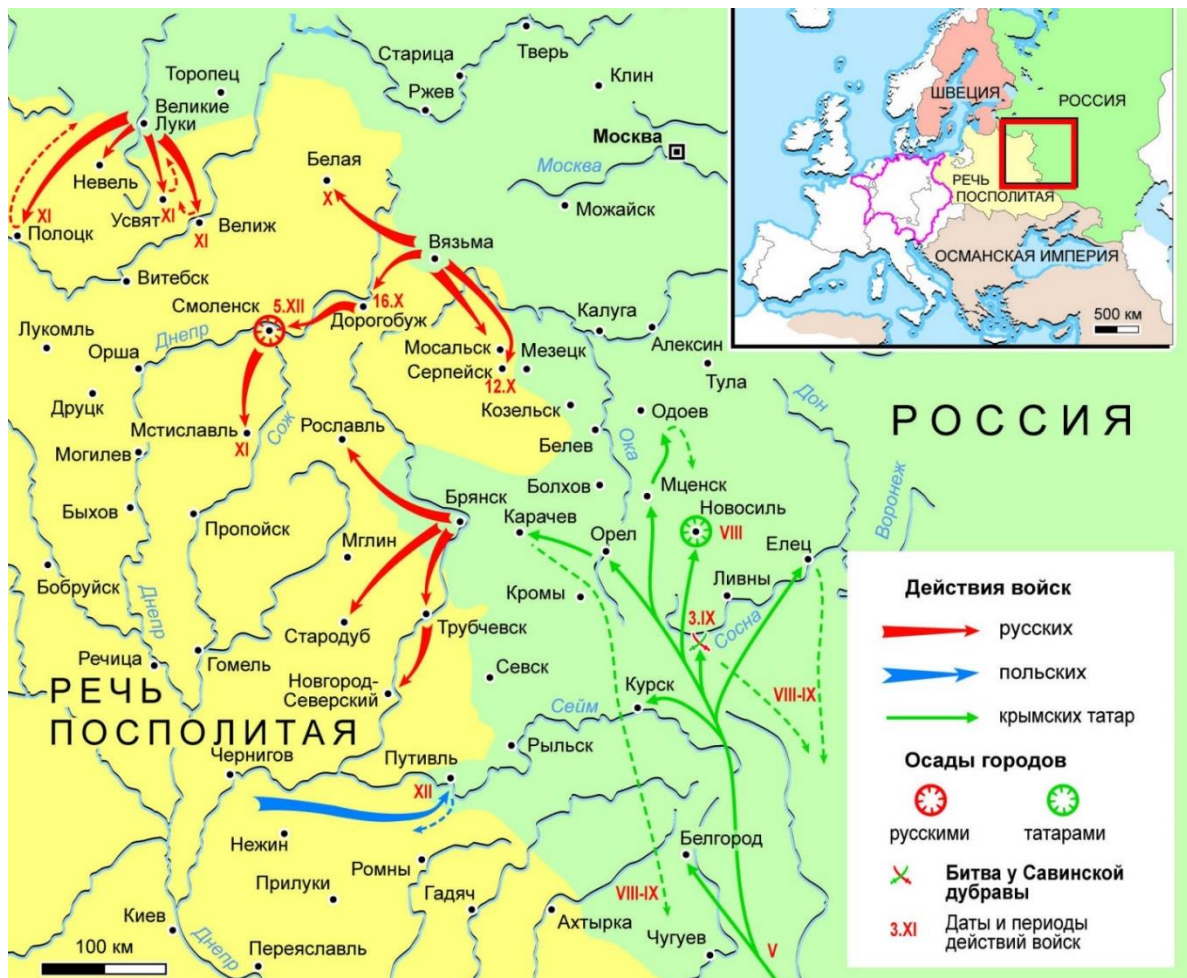 Тверь
Старица
Ржев
Клин
Торопец
Великие
Луки
Москва
Москва
Можайск
Белая
X
Невель
Усвят
XI
XI
Полоцк
Велиж
XI
Витебск
Вязьма
Смоленск
5.XII
16.X
Дорогобуж
Днепр
Лукомль
Орша
Друцк
Калуга
Алексин
Тула
Мосальск
Мезецк
Серпейск
12.X
Козельск
Одоев
Дон
Мстиславль
XI
Сож
Рославль
Белев
Ока
Могилев
Болхов
Мценск
Быхов
Пропойск
Брянск
Карачев
Орел
Новосиль
VIII
Елец
Воронеж
Мглин
Бобруйск
Днепр
Кромы
Ливны
3.IX
Сосна
Стародуб
Трубчевск
Речица
Гомель
Севск
Новгород-
Северский
Курск
VIII-IX
Сейм
РЕЧЬ
ПОСПОЛИТАЯ
РОССИЯ
Чернигов
Путивль
XII
Рыльск
Нежин
Ромны
Белгород
Прилуки
Гадяч
VIII-IX
Ахтырка
Киев
Днепр
Переяславль
Чугуев
V
100 км
ШВЕЦИЯ
РОССИЯ
РЕЧЬ
ПОСПОЛИТАЯ
ОСМАНСКАЯ ИМПЕРИЯ
500 км
Действия войск
русских
польских
крымских татар
Осады городов
русскими
татарами
Битва у Савинской
дубравы
3.XI
Даты и периоды
действий войск